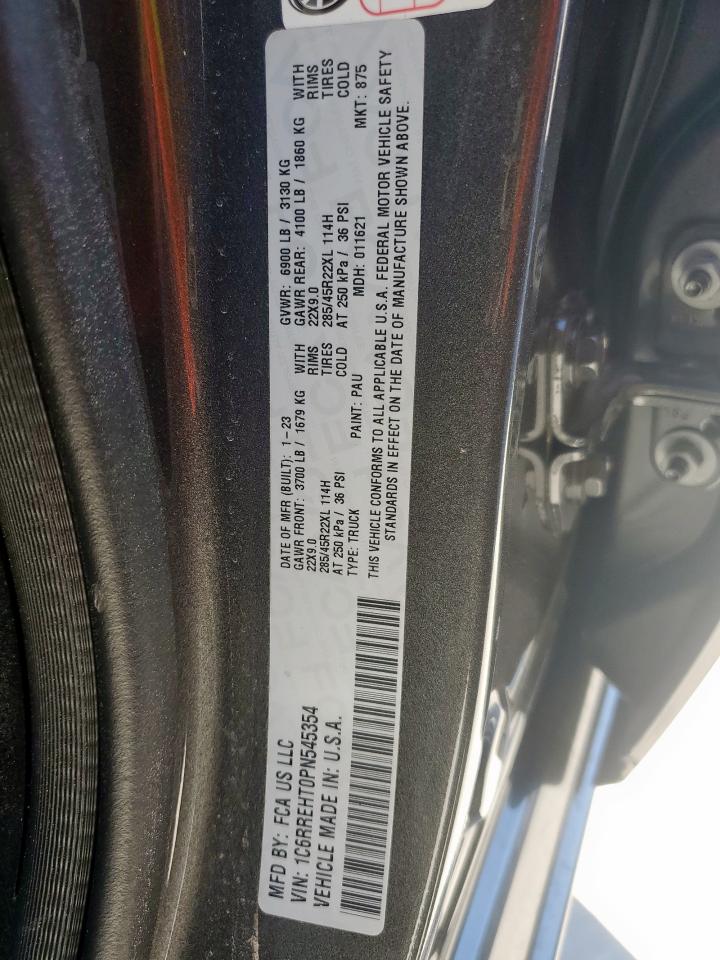 MFD BY: FCA US LLC
VIN: 1C6RREHT0PN545354
VEHICLE MADE IN: U.S.A.
DATE OF MFR (BUILT): 1-23 GVWR: 6900 LB / 3130 KG
GAWR FRONT: 3700 LB / 1679 KG WITH GAWR REAR: 4100 LB / 1860 KG WITH
22X9.0 RIMS 22X9.0 RIMS
285/45R22XL 114H TIRES 285/45R22XL 114H TIRES
AT 250 kPa / 36 PSI COLD AT 250 kPa / 36 PSI COLD
TYPE: TRUCK PAINT: PAU MDH: 011621 MKT: 875
THIS VEHICLE CONFORMS TO ALL APPLICABLE U.S.A. FEDERAL MOTOR VEHICLE SAFETY
STANDARDS IN EFFECT ON THE DATE OF MANUFACTURE SHOWN ABOVE.